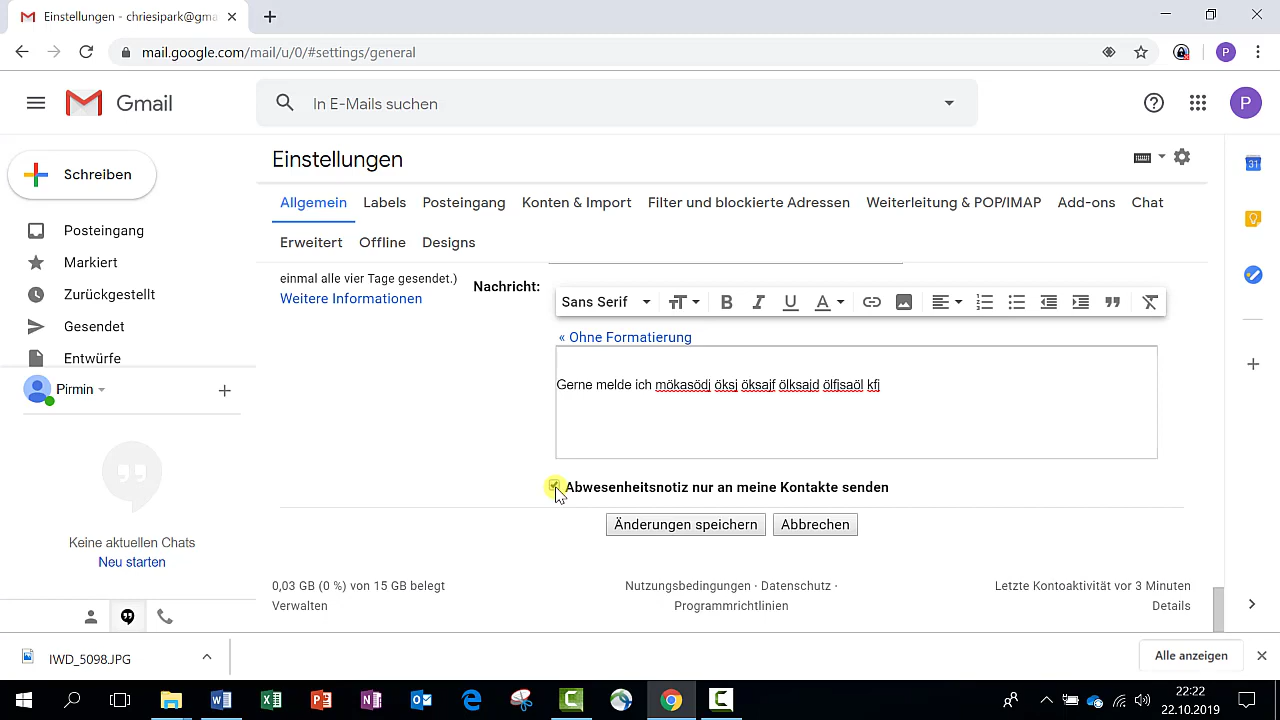 Einstellungen - chriesipark@gma
mail.google.com/mail/u/0/#settings/general
P
Gmail
In E-Mails suchen
P
Schreiben
Einstellungen
31
Allgemein Labels Posteingang Konten & Import Filter und blockierte Adressen Weiterleitung & POP/IMAP Add-ons Chat
Erweitert Offline Designs
Posteingang
Markiert
Zurückgestellt
Gesendet
Entwürfe
Pirmin
Keine aktuellen Chats
Neu starten
einmal alle vier Tage gesendet.)
Weitere Informationen
Nachricht:
Sans Serif
« Ohne Formatierung
Gerne melde ich mökasödj öksj öksajf ölksajd ölfjsaöl kfj
Abwesenheitsnotiz nur an meine Kontakte senden
Änderungen speichern Abbrechen
0,03 GB (0 %) von 15 GB belegt
Verwalten
Nutzungsbedingungen · Datenschutz ·
Programmrichtlinien
Letzte Kontoaktivität vor 3 Minuten
Details
IWD_5098.JPG
Alle anzeigen
22:22
22.10.2019